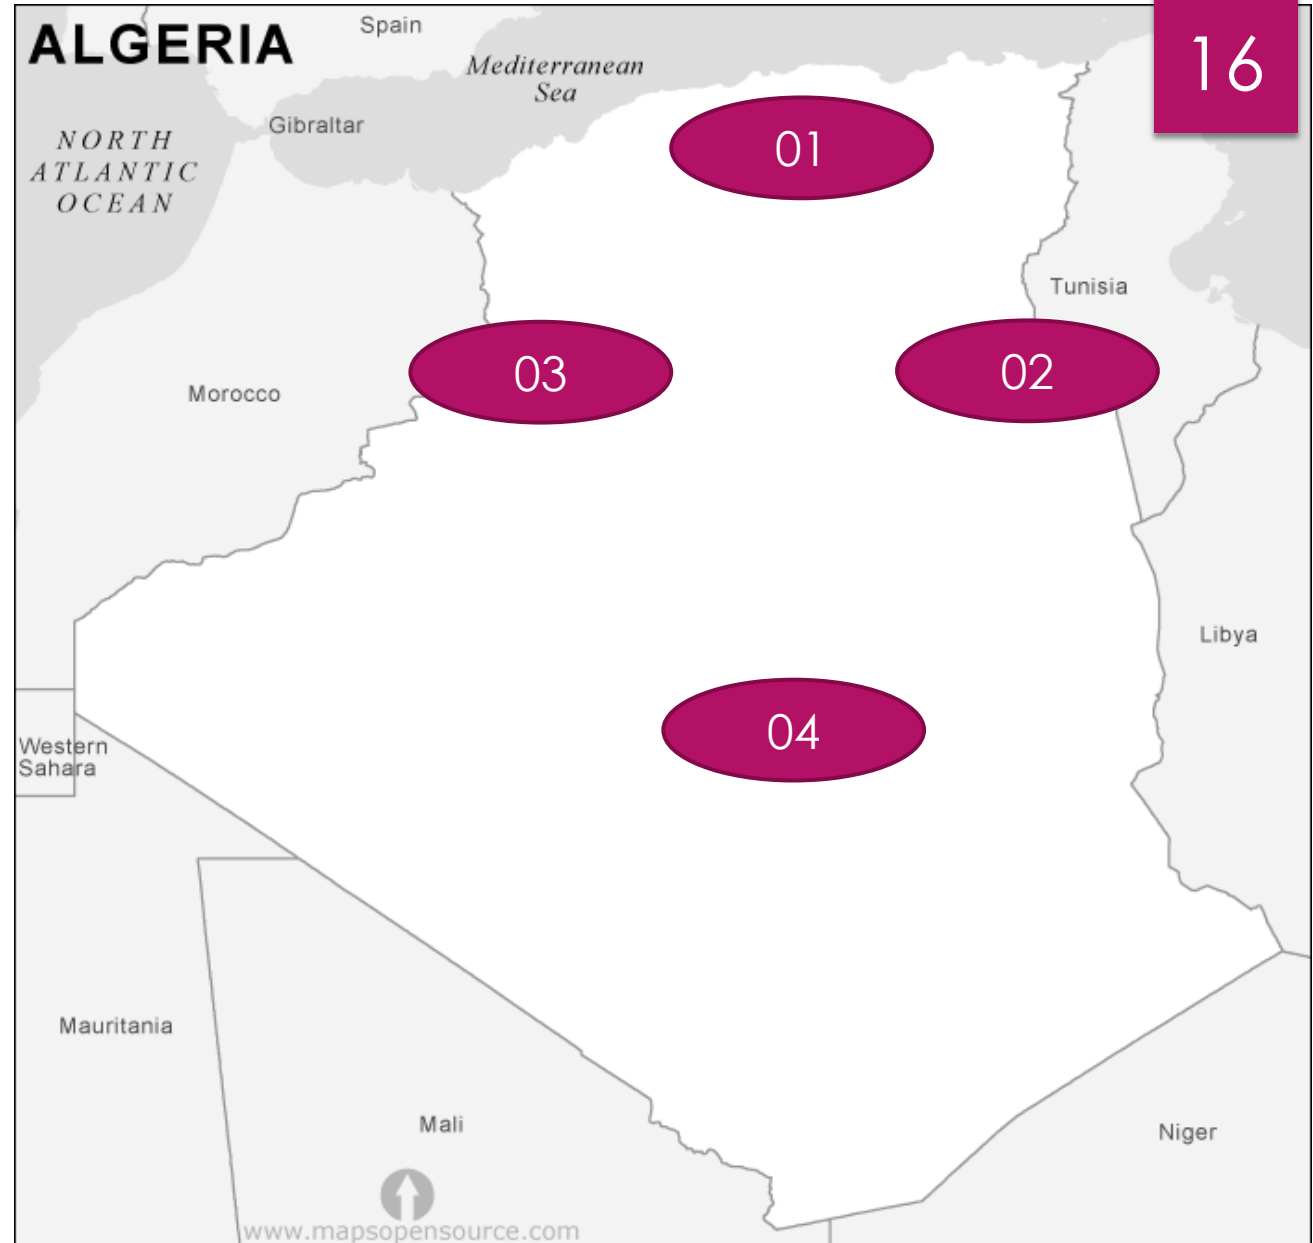 ALGERIA
Spain
16
Mediterranean
Sea
Gibraltar
NORTH
ATLANTIC
OCEAN
01
Tunisia
03
02
Morocco
Libya
04
Western
Sahara
Mauritania
Mali
Niger
www.mapsopensource.com